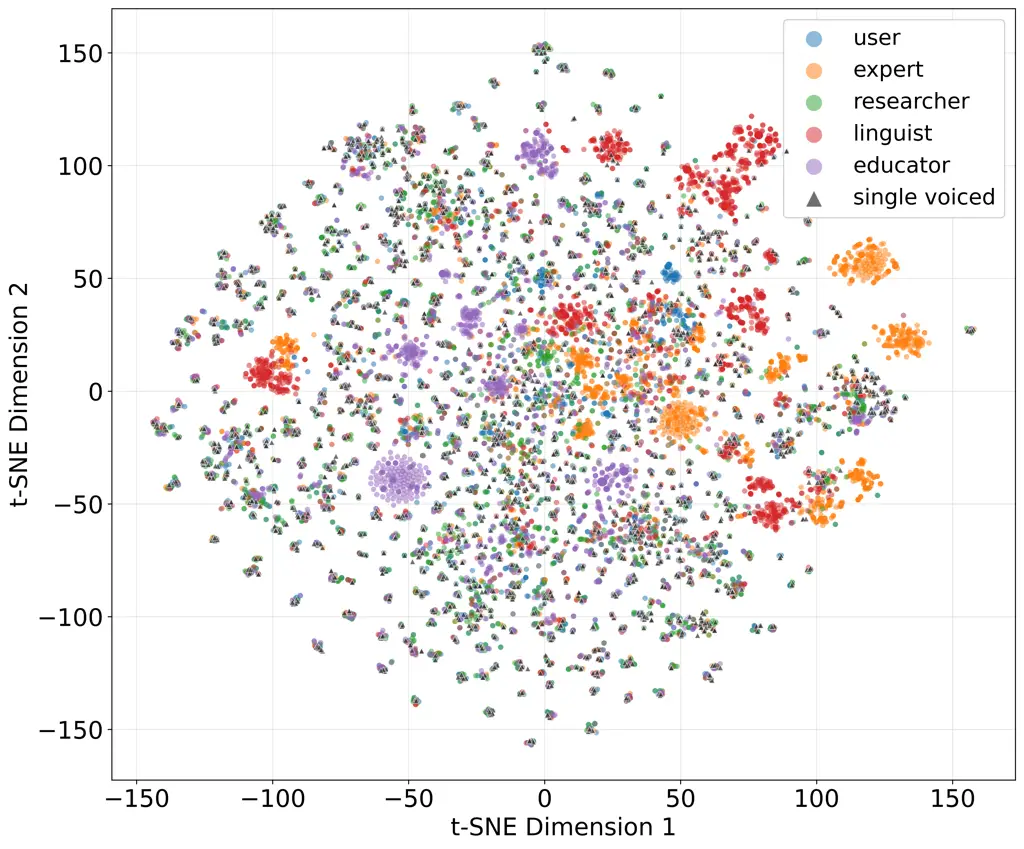 user
expert
researcher
linguist
educator
single voiced
150
100
50
0
−50
−100
−150
t-SNE Dimension 2
−150 −100 −50 0 50 100 150
t-SNE Dimension 1